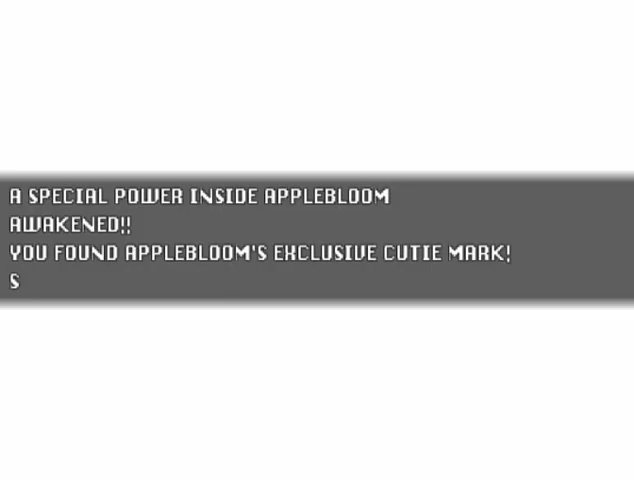 A SPECIAL POWER INSIDE APPLEBLOOM
AWAKENED!!
YOU FOUND APPLEBLOOM'S EXCLUSIVE CUTIE MARK!
S